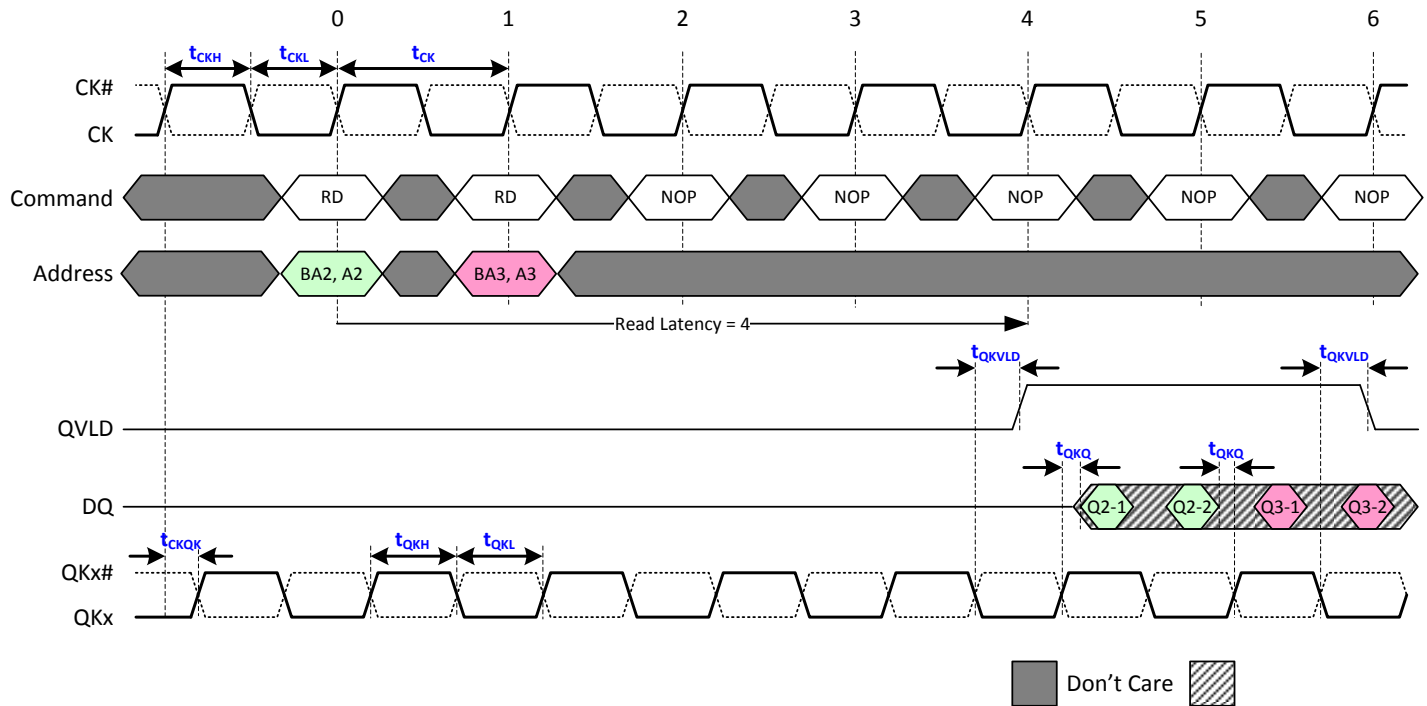 0 1 2 3 4 5 6
tCKH tCKL tCK
CK#
CK
Command RD RD NOP NOP NOP NOP NOP
Address BA2, A2 BA3, A3
Read Latency = 4
tQKVLD tQKVLD
QVLD
tQKQ tQKQ
DQ Q2-1 Q2-2 Q3-1 Q3-2
tCKQK tQKH tQKL
QKx#
QKx
Don't Care